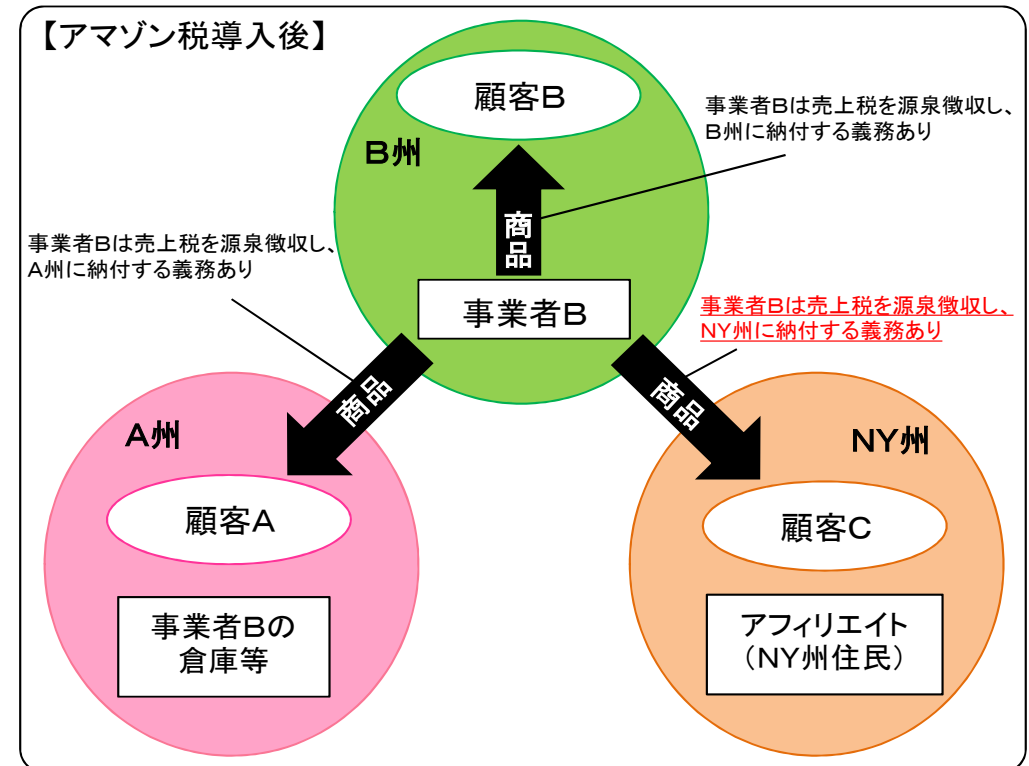 【アマゾン税導入後】
顧客B
事業者Bは売上税を源泉徴収し、
B州に納付する義務あり
B州
商品
事業者Bは売上税を源泉徴収し、
A州に納付する義務あり
事業者B
事業者Bは売上税を源泉徴収し、
NY州に納付する義務あり
商品
商品
A州
NY州
顧客A
顧客C
事業者Bの
倉庫等
アフィリエイト
(NY州住民)